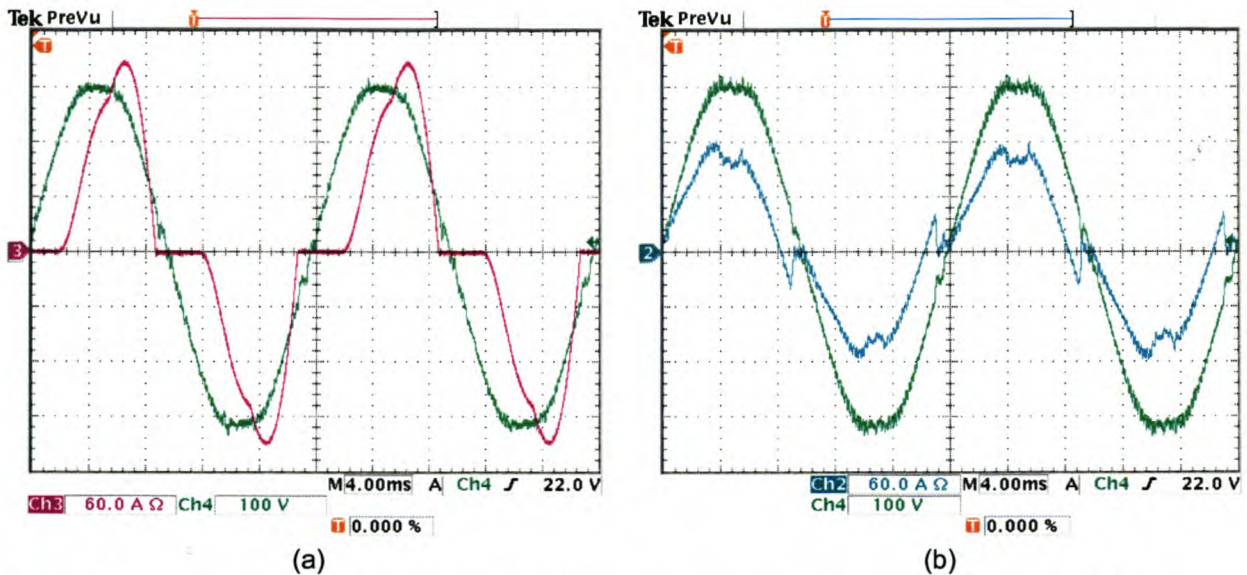 Tek PreVu
T
T
3
Ch3 60.0 A Ω Ch4 100 V M 4.00ms A Ch4 ∫ 22.0 V
T 0.000 %
(a)
Tek PreVu
T
T
2
Ch2 60.0 A Ω M 4.00ms A Ch4 ∫ 22.0 V
Ch4 100 V
T 0.000 %
(b)